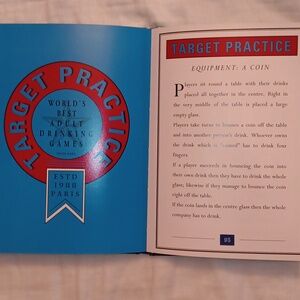 TARGET PRACTICE
WORLD'S
BEST
ADULT
DRINKING
GAMES
ESTD
1988
PARIS
TARGET PRACTICE
EQUIPMENT: A COIN
Players sit round a table with their drinks
placed all together in the centre. Right in
the very middle of the table is placed a large
empty glass.
Players take turns to bounce a coin off the table
and into another person's drink. Whoever owns
the drink which is "coined" has to drink four
fingers.
If a player succeeds in bouncing the coin into
their own drink then they have to drink the whole
glass; likewise if they manage to bounce the coin
right off the table.
If the coin lands in the centre glass then the whole
company has to drink.
95